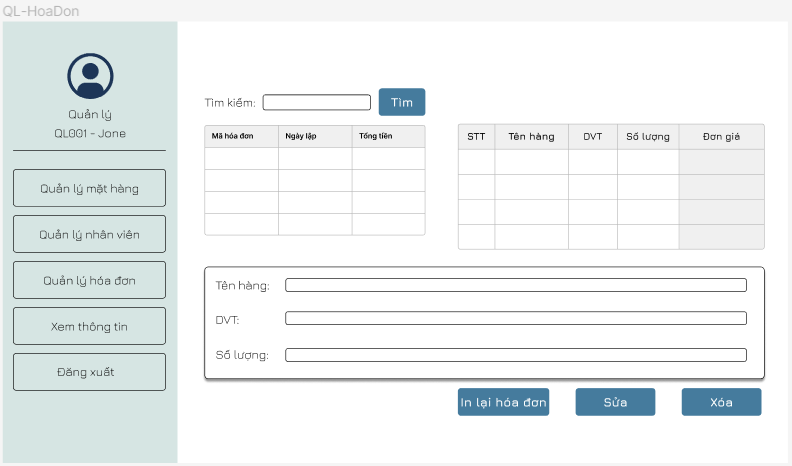 QL-HoaDon
Quản lý
QL001 - Jone
Quản lý mặt hàng
Quản lý nhân viên
Quản lý hóa đơn
Xem thông tin
Đăng xuất
Tìm kiếm: Tìm
Mã hóa đơn Ngày lập Tổng tiền
STT Tên hàng DVT Số lượng Đơn giá
Tên hàng:
DVT:
Số lượng:
In lại hóa đơn Sửa Xóa